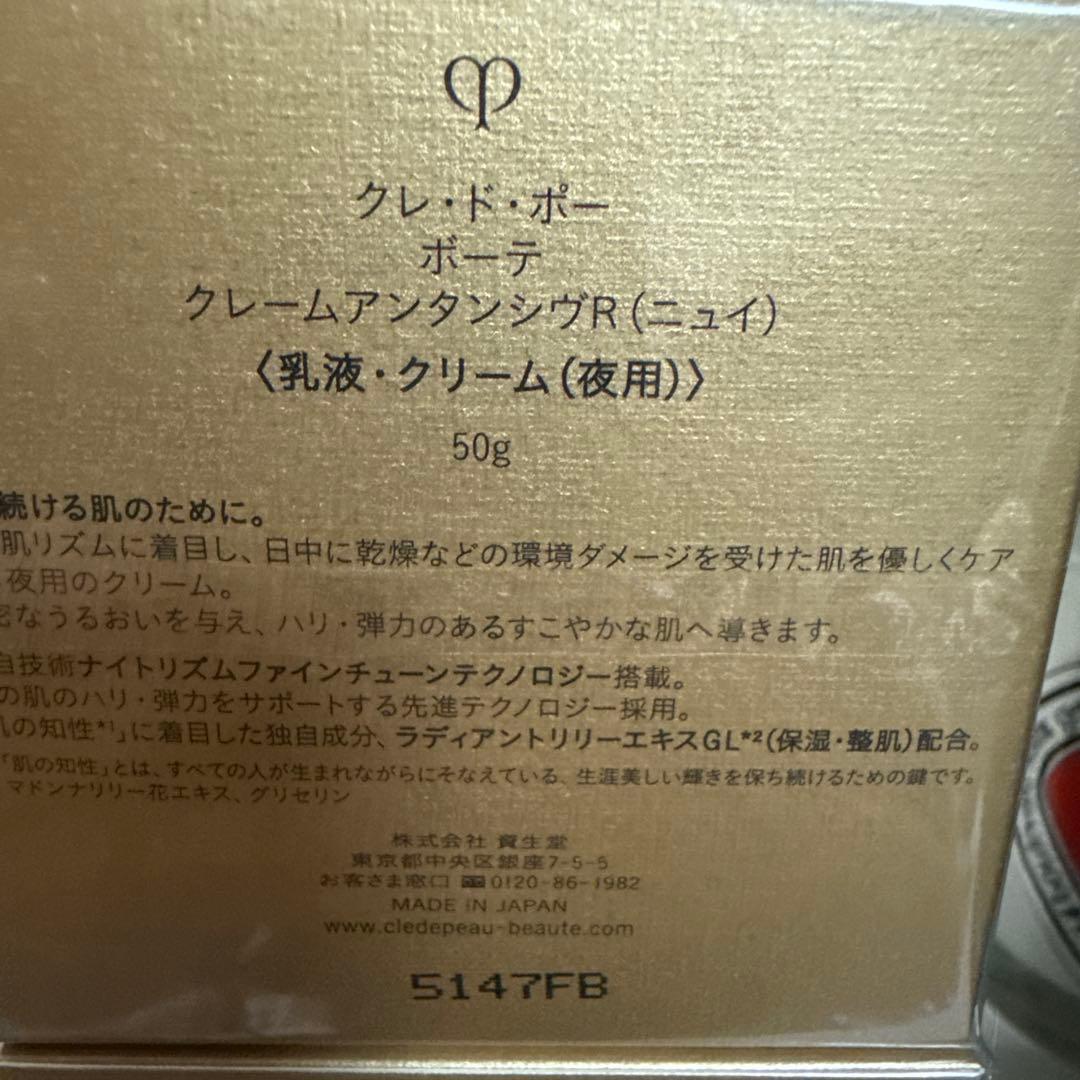 クレ・ド・ポー
ボーテ
クレームアンタンシヴR（ニュイ）
〈乳液・クリーム（夜用）〉
50g
続ける肌のために。
肌リズムに着目し、日中に乾燥などの環境ダメージを受けた肌を優しくケア
夜用のクリーム。
密なうるおいを与え、ハリ・弾力のあるすこやかな肌へ導きます。
自技術ナイトリズムファインチューンテクノロジー搭載。
の肌のハリ・弾力をサポートする先進テクノロジー採用。
肌の知性*1」に着目した独自成分、ラディアントリリーエキスGL*2（保湿・整肌）配合。
「肌の知性」とは、すべての人が生まれながらにそなえている、生涯美しい輝きを保ち続けるための鍵です。
マドンナリリー花エキス、グリセリン
株式会社 資生堂
東京都中央区銀座7-5-5
お客さま窓口 0120-86-1982
MADE IN JAPAN
www.cledepeau-beaute.com
5147FB